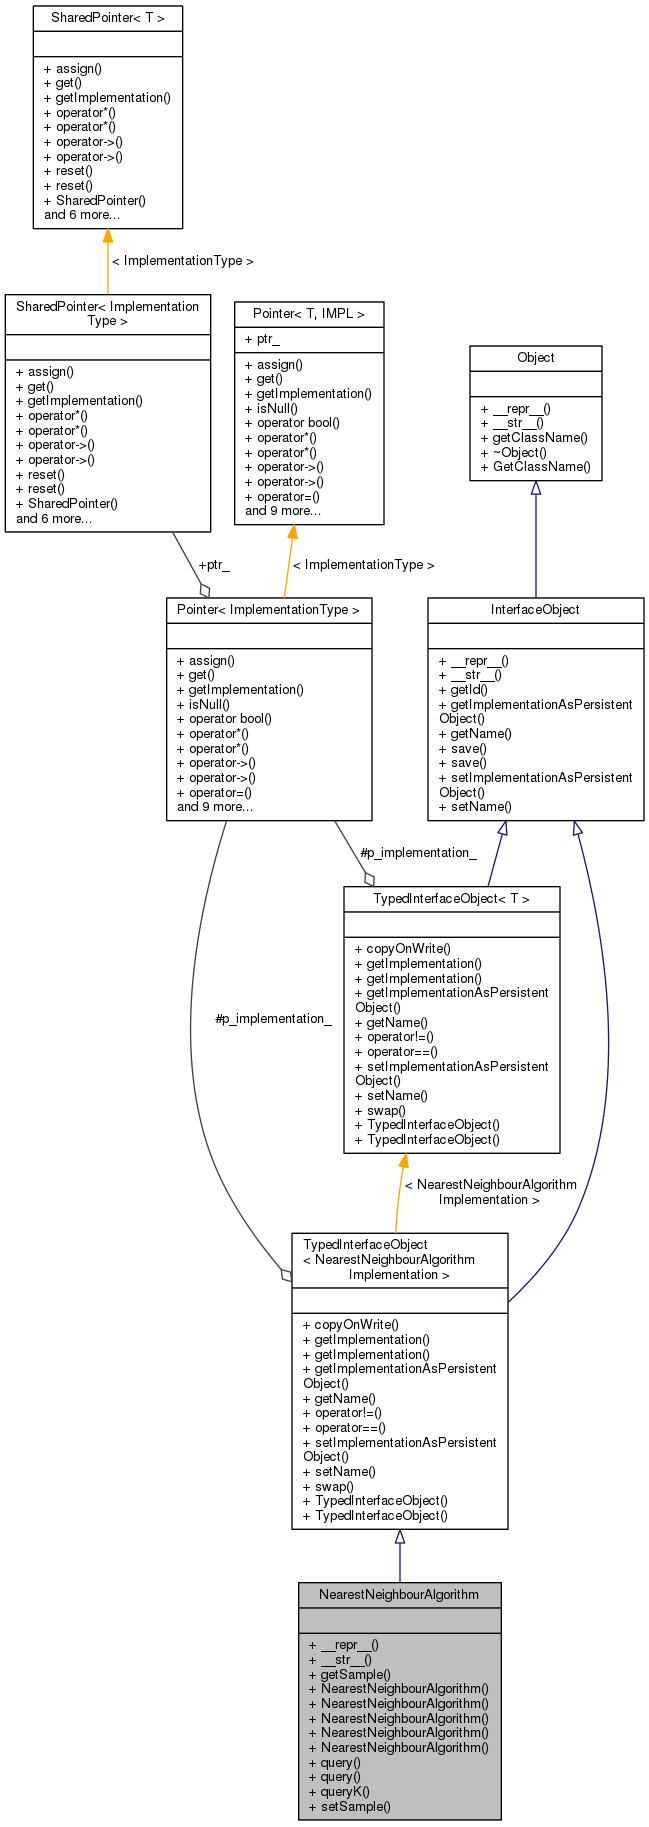 SharedPointer< T >
+ assign()
+ get()
+ getImplementation()
+ operator*()
+ operator*()
+ operator->()
+ operator->()
+ reset()
+ reset()
+ SharedPointer()
and 6 more...
< ImplementationType >
SharedPointer< Implementation
Type >
+ assign()
+ get()
+ getImplementation()
+ operator*()
+ operator*()
+ operator->()
+ operator->()
+ reset()
+ reset()
+ SharedPointer()
and 6 more...
Pointer< T, IMPL >
+ ptr_
+ assign()
+ get()
+ getImplementation()
+ isNull()
+ operator bool()
+ operator*()
+ operator*()
+ operator->()
+ operator->()
+ operator=()
and 9 more...
Object
+ __repr__()
+ __str__()
+ getClassName()
+ ~Object()
+ GetClassName()
+ptr_
< ImplementationType >
Pointer< ImplementationType >
+ assign()
+ get()
+ getImplementation()
+ isNull()
+ operator bool()
+ operator*()
+ operator*()
+ operator->()
+ operator->()
+ operator=()
and 9 more...
InterfaceObject
+ __repr__()
+ __str__()
+ getId()
+ getImplementationAsPersistent
Object()
+ getName()
+ save()
+ save()
+ setImplementationAsPersistent
Object()
+ setName()
#p_implementation_
TypedInterfaceObject< T >
+ copyOnWrite()
+ getImplementation()
+ getImplementation()
+ getImplementationAsPersistent
Object()
+ getName()
+ operator!=()
+ operator==()
+ setImplementationAsPersistent
Object()
+ setName()
+ swap()
+ TypedInterfaceObject()
+ TypedInterfaceObject()
#p_implementation_
< NearestNeighbourAlgorithm
Implementation >
TypedInterfaceObject
< NearestNeighbourAlgorithm
Implementation >
+ copyOnWrite()
+ getImplementation()
+ getImplementation()
+ getImplementationAsPersistent
Object()
+ getName()
+ operator!=()
+ operator==()
+ setImplementationAsPersistent
Object()
+ setName()
+ swap()
+ TypedInterfaceObject()
+ TypedInterfaceObject()
NearestNeighbourAlgorithm
+ __repr__()
+ __str__()
+ getSample()
+ NearestNeighbourAlgorithm()
+ NearestNeighbourAlgorithm()
+ NearestNeighbourAlgorithm()
+ NearestNeighbourAlgorithm()
+ NearestNeighbourAlgorithm()
+ query()
+ query()
+ queryK()
+ setSample()